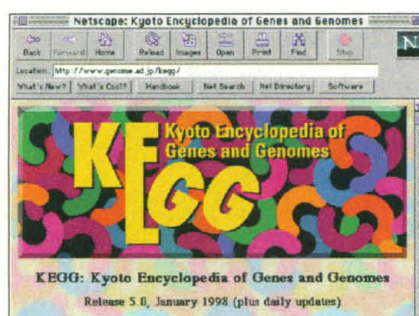 Netscape: Kyoto Encyclopedia of Genes and Genomes
Back Forward Home Reload Images Open Print Find Stop
N
Location: http://www.genome.ad.jp/kegg/
What's New? What's Cool? Handbook Net Search Net Directory Software
KEGG
Kyoto Encyclopedia of
Genes and Genomes
KEGG: Kyoto Encyclopedia of Genes and Genomes
Release 5.0, January 1998 (plus daily updates)